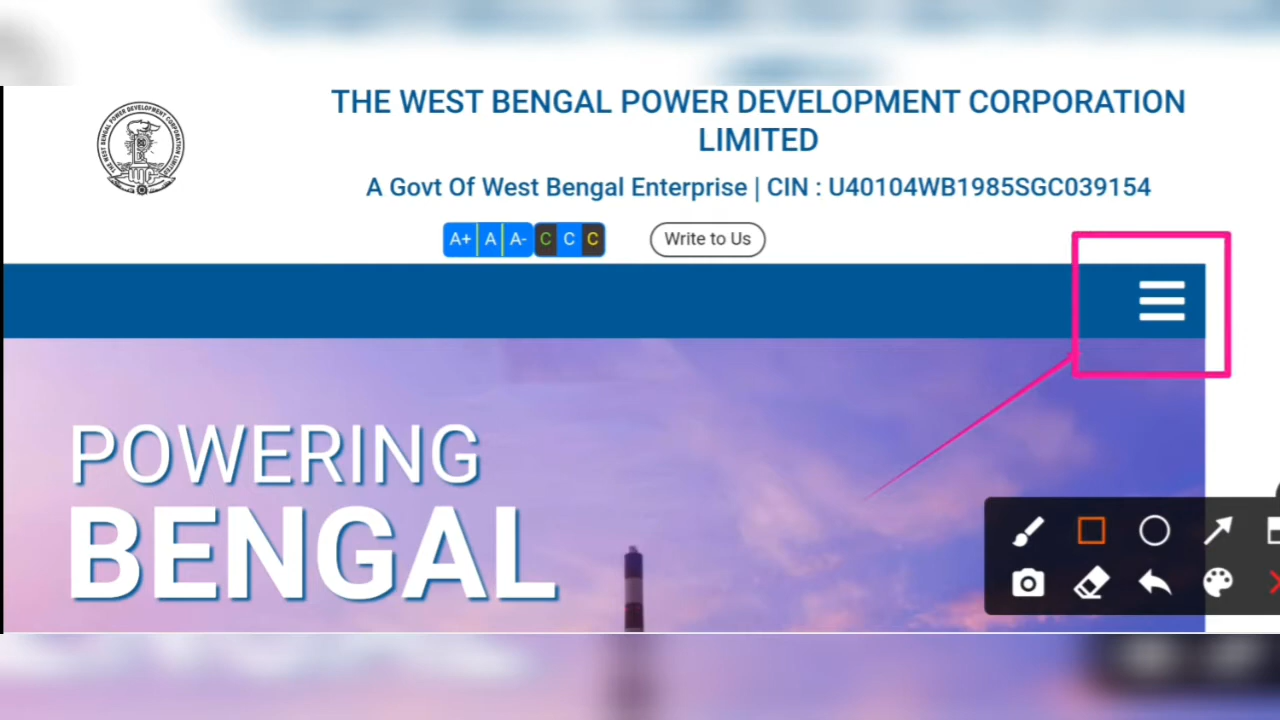 THE WEST BENGAL POWER DEVELOPMENT CORPORATION
LIMITED
A Govt Of West Bengal Enterprise | CIN : U40104WB1985SGC039154
A+ A A- C C C Write to Us
POWERING
BENGAL